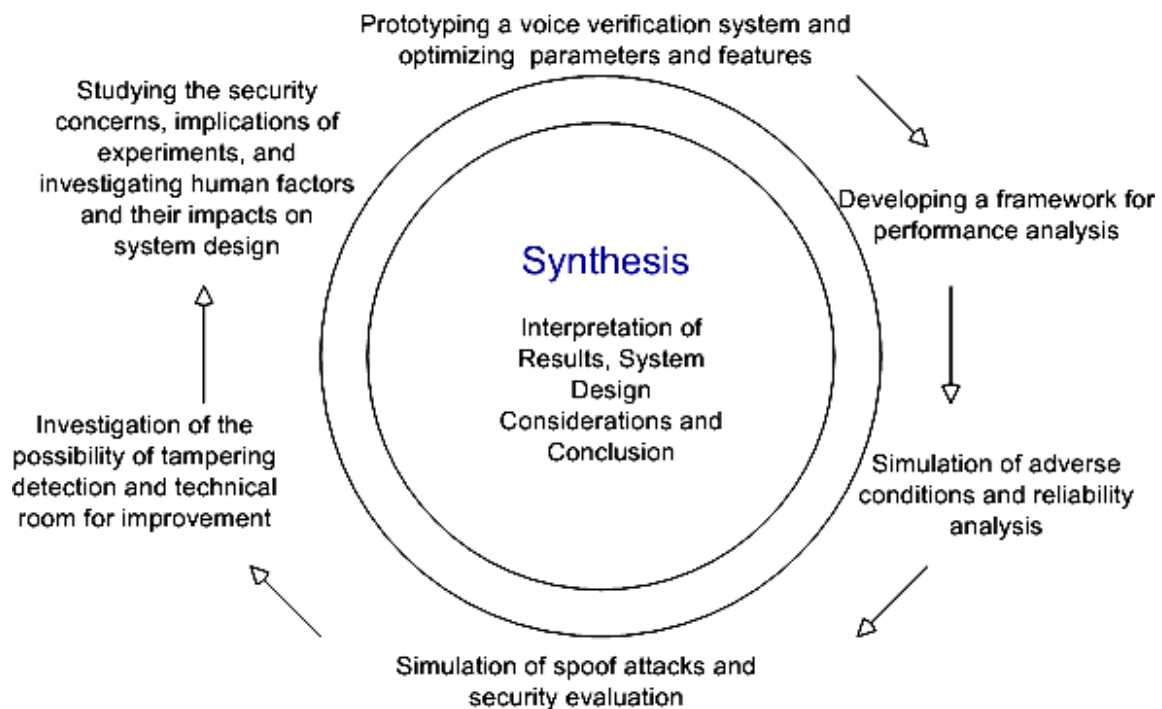 Prototyping a voice verification system and
optimizing parameters and features
Studying the security
concerns, implications of
experiments, and
investigating human factors
and their impacts on
system design
Developing a framework for
performance analysis
Synthesis
Interpretation of
Results, System
Design
Considerations and
Conclusion
Investigation of the
possibility of tampering
detection and technical
room for improvement
Simulation of adverse
conditions and reliability
analysis
Simulation of spoof attacks and
security evaluation